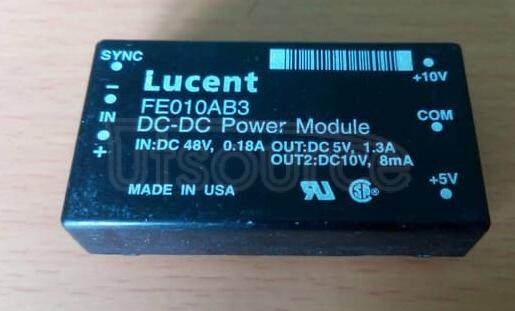 SYNC
Lucent
+10V
−
FE010AB3
IN
COM
DC-DC Power Module
+
IN:DC 48V, 0.18A OUT:DC 5V, 1.3A
OUT2:DC10V, 8mA
+5V
MADE IN USA
Utsource